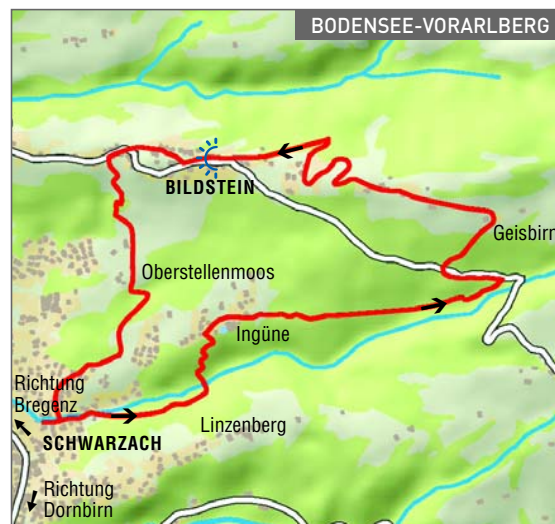 BODENSEE-VORARLBERG
BILDSTEIN
Geisbirn
Oberstellenmoos
Ingüne
Richtung
Bregenz
Linzenberg
SCHWARZACH
Richtung
Dornbirn